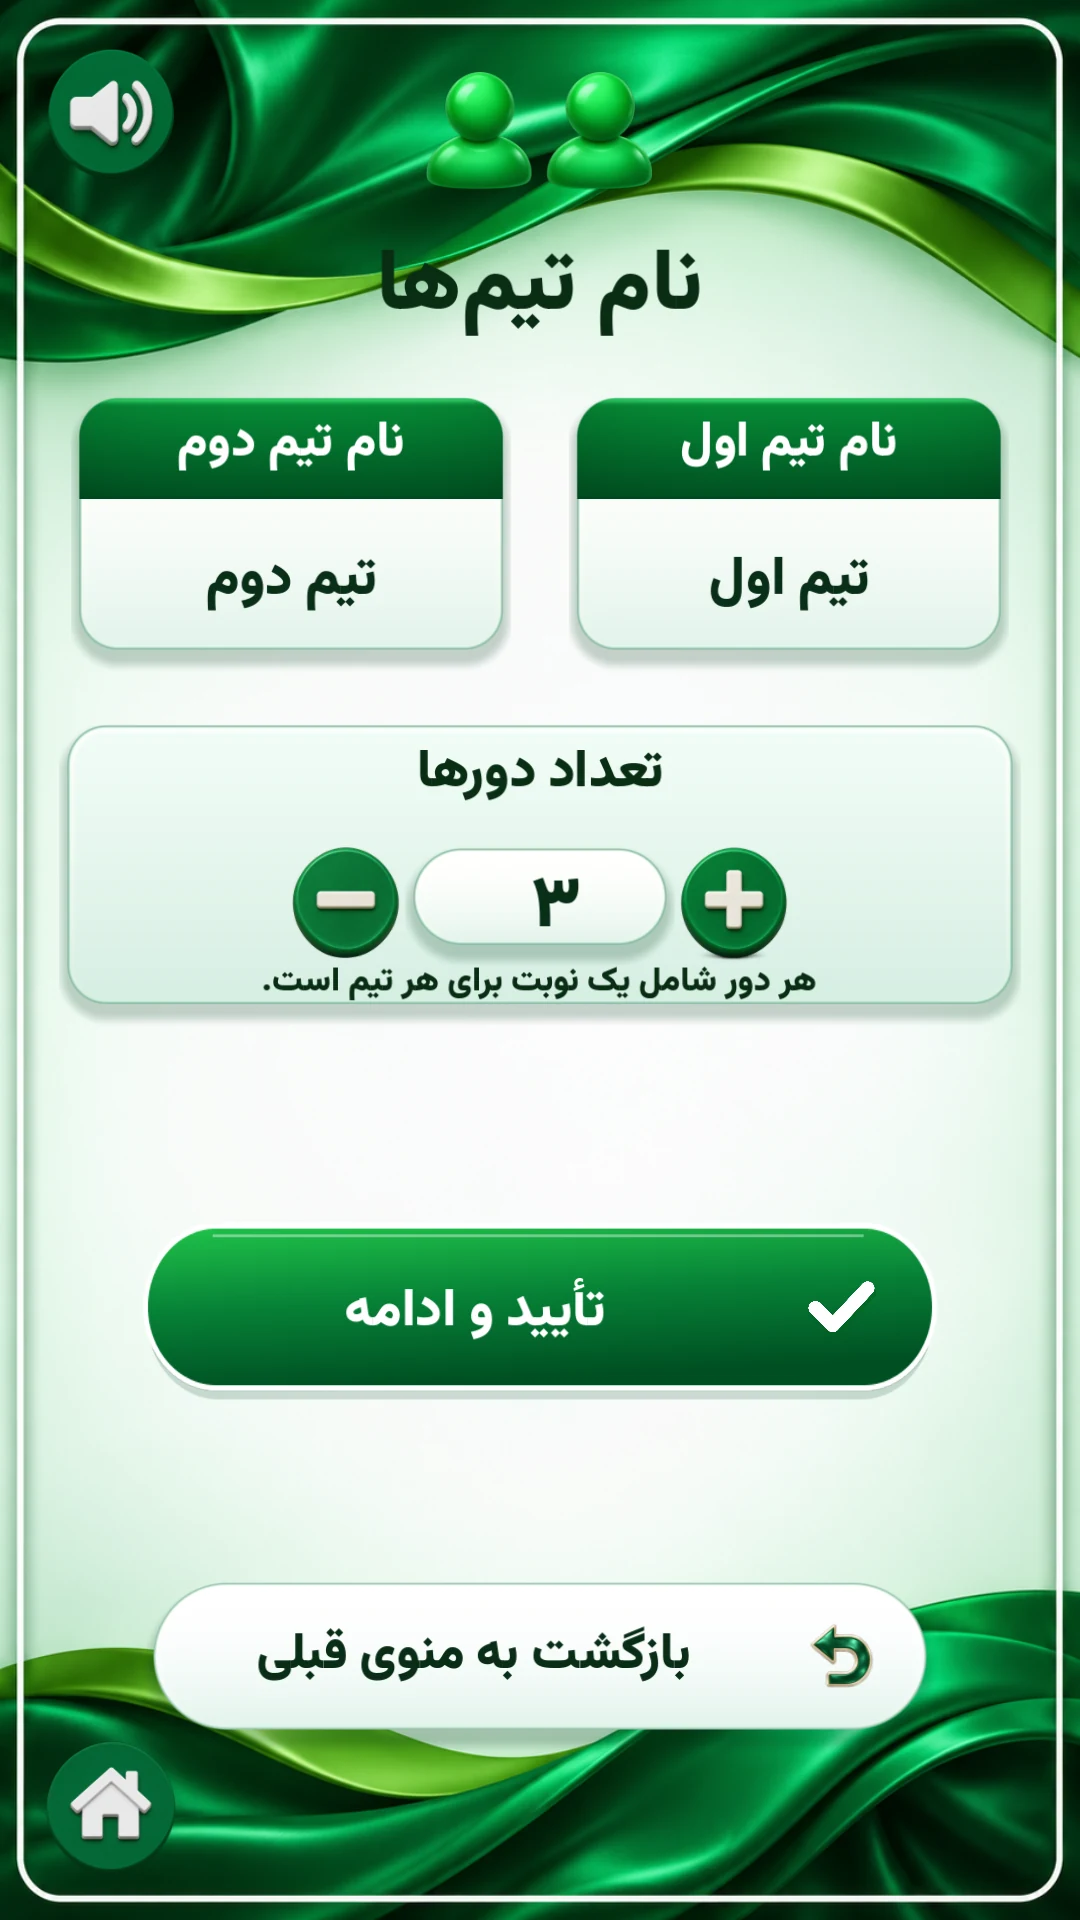 نام تیم‌ها
نام تیم اول
تیم اول
نام تیم دوم
تیم دوم
تعداد دورها
۳
هر دور شامل یک نوبت برای هر تیم است.
تأیید و ادامه
بازگشت به منوی قبلی